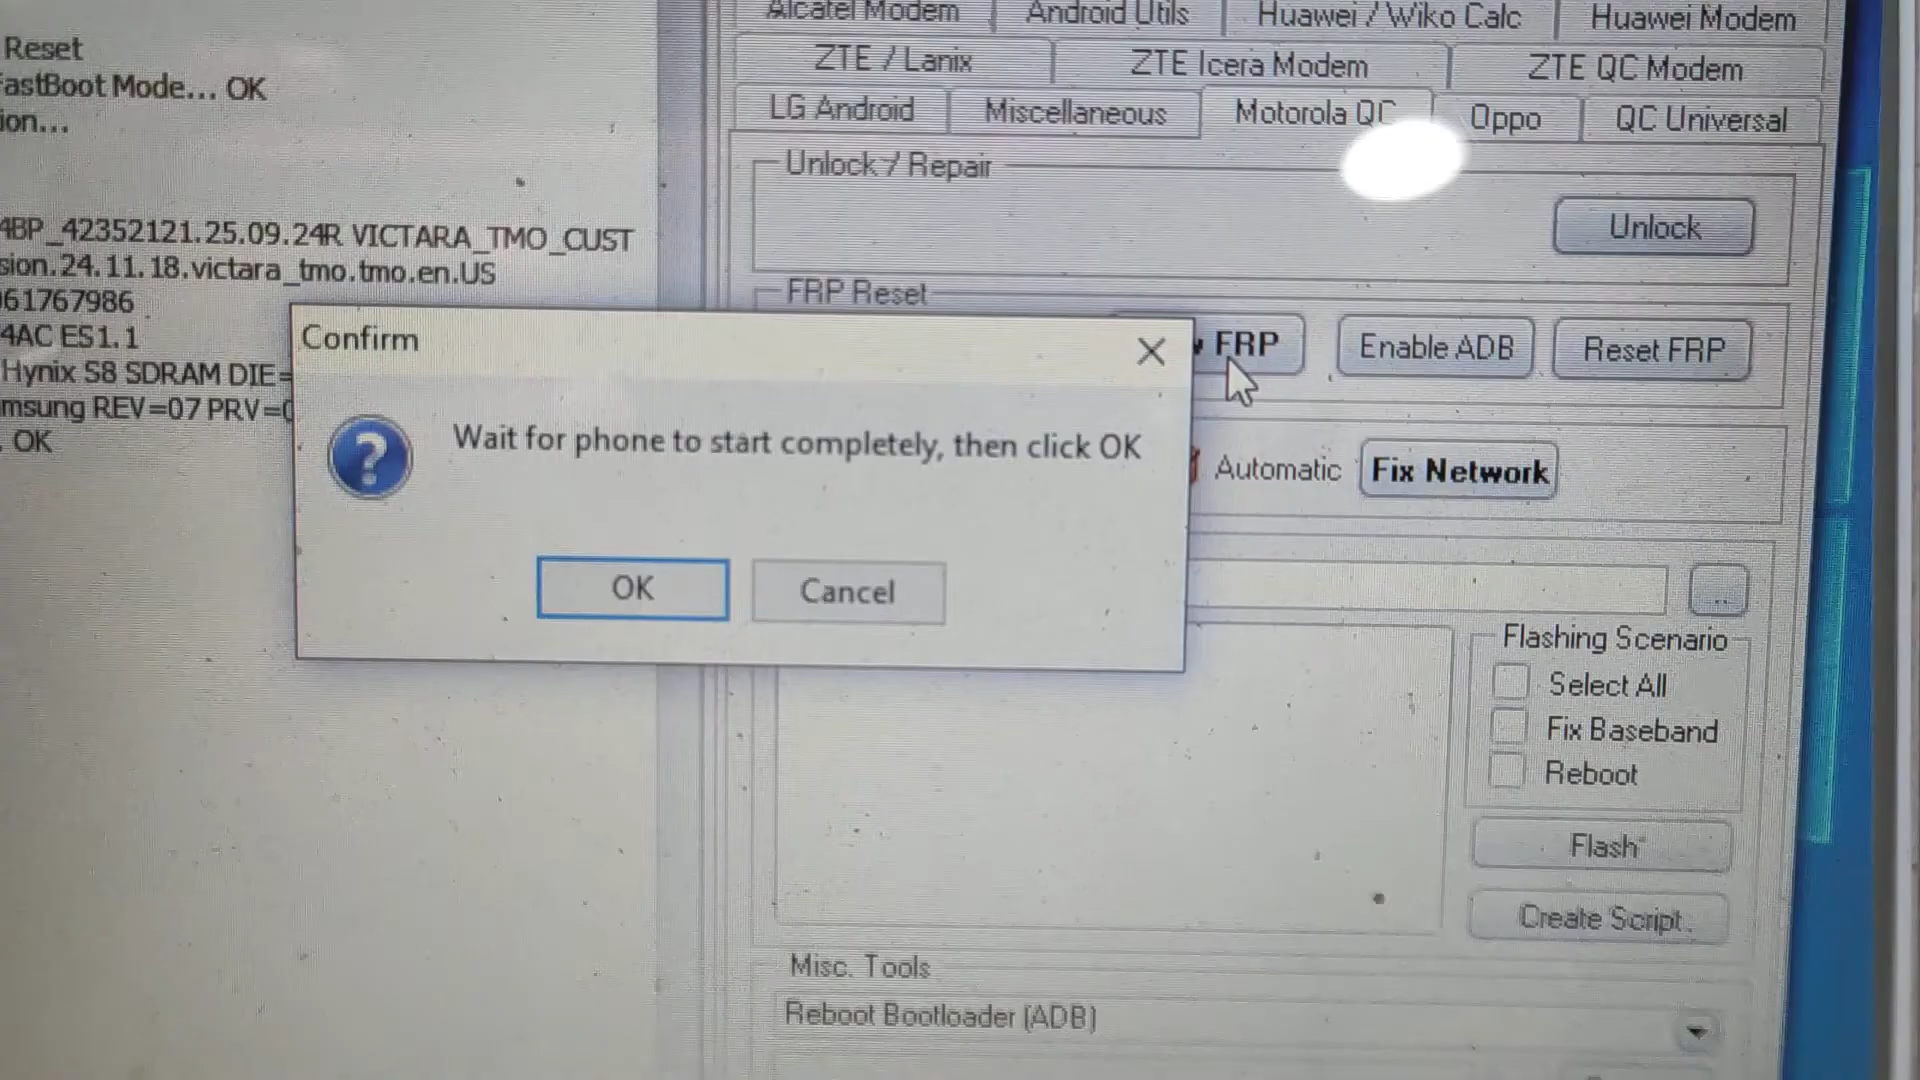 Reset
FastBoot Mode... OK
ion...
4BP_42352121.25.09.24R VICTARA_TMO_CUST
sion.24.11.18.victara_tmo.tmo.en.US
061767986
4AC ES1.1
Hynix S8 SDRAM DIE=
msung REV=07 PRV=
OK
Alcatel Modem Android Utils Huawei / Wiko Calc Huawei Modem
ZTE / Lanix ZTE Icera Modem ZTE QC Modem
LG Android Miscellaneous Motorola QC Oppo QC Universal
Unlock / Repair
Unlock
FRP Reset
FRP Enable ADB Reset FRP
Confirm
Wait for phone to start completely, then click OK
OK Cancel
Automatic Fix Network
..
Flashing Scenario
Select All
Fix Baseband
Reboot
Flash
Create Script
Misc. Tools
Reboot Bootloader (ADB)